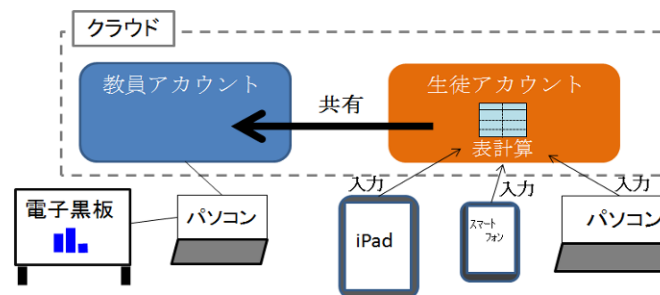 クラウド
教員アカウント
共有
生徒アカウント
表計算
入力
入力
入力
電子黒板
パソコン
iPad
スマート
フォン
パソコン